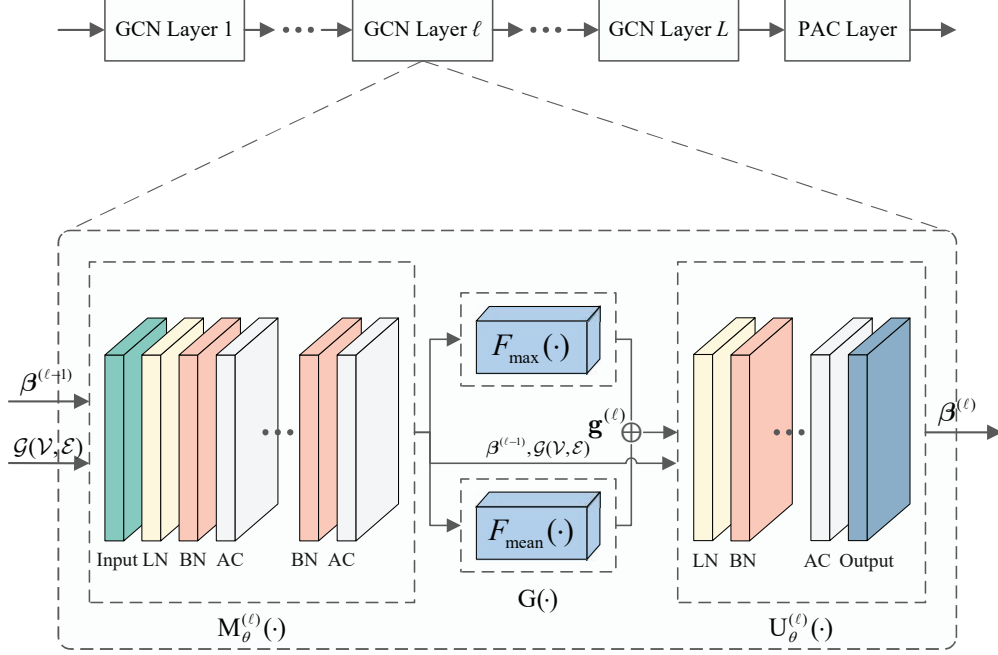 GCN Layer 1 ••• GCN Layer ℓ ••• GCN Layer L PAC Layer
β^(ℓ−1)
𝒢(𝒱,ℰ)
Input LN BN AC ••• BN AC
M_θ^(ℓ)(·)
F_max(·)
g^(ℓ) ⊕
β^(ℓ−1), 𝒢(𝒱,ℰ)
F_mean(·)
G(·)
LN BN ••• AC Output
U_θ^(ℓ)(·)
β^(ℓ)